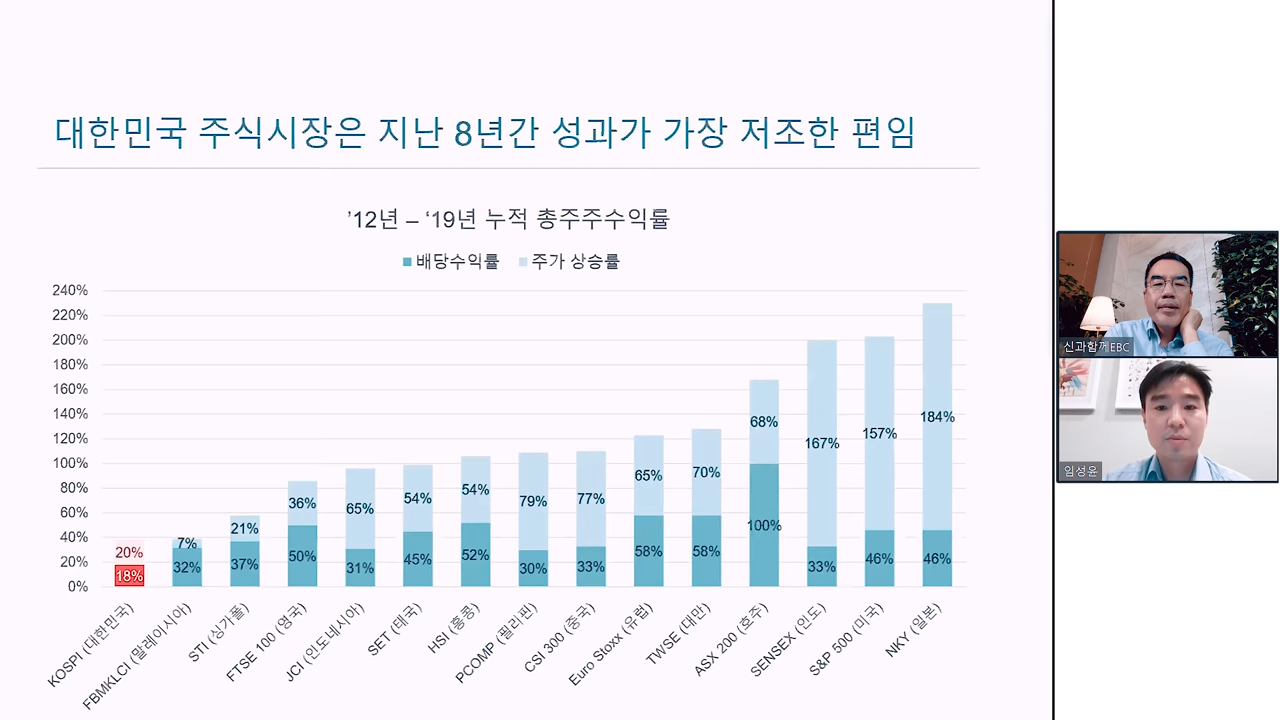 대한민국 주식시장은 지난 8년간 성과가 가장 저조한 편임
’12년 – ‘19년 누적 총주주수익률
배당수익률 주가 상승률
240%
220%
200%
180%
160%
140%
120%
100%
80%
60%
40%
20%
0%
20%
18%
7%
32%
21%
37%
36%
50%
65%
31%
54%
45%
54%
52%
79%
30%
77%
33%
65%
58%
70%
58%
68%
100%
167%
33%
157%
46%
184%
46%
KOSPI (대한민국)
FBMKLCI (말레이시아)
STI (싱가폴)
FTSE 100 (영국)
JCI (인도네시아)
SET (태국)
HSI (홍콩)
PCOMP (필리핀)
CSI 300 (중국)
Euro Stoxx (유럽)
TWSE (대만)
ASX 200 (호주)
SENSEX (인도)
S&P 500 (미국)
NKY (일본)
신과함께EBC
임성윤